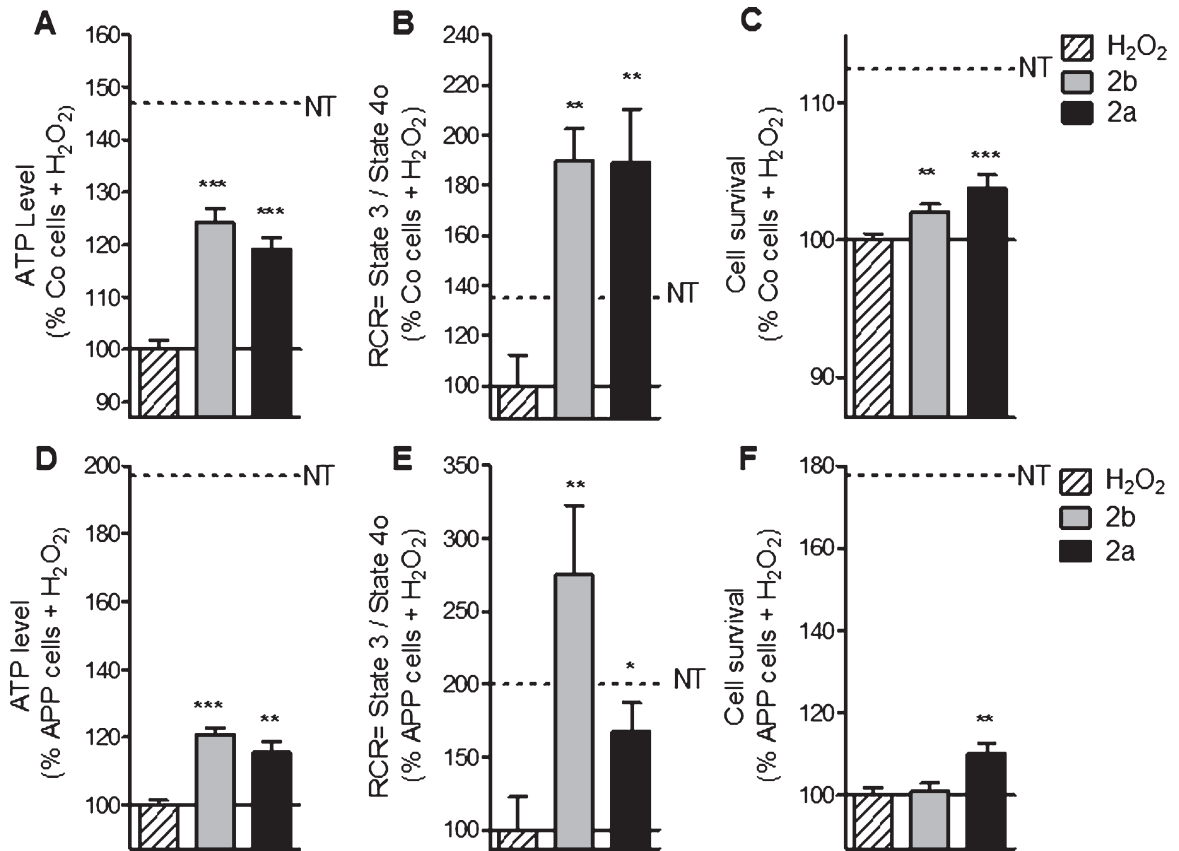 A
ATP Level
(% Co cells + H₂O₂)
160
150
140
130
120
110
100
90
NT
***
***
B
RCR= State 3 / State 4o
(% Co cells + H₂O₂)
240
220
200
180
160
140
120
100
NT
**
**
C
Cell survival
(% Co cells + H₂O₂)
110
100
90
NT
**
***
H₂O₂
2b
2a
D
ATP level
(% APP cells + H₂O₂)
200
180
160
140
120
100
NT
***
**
E
RCR= State 3 / State 4o
(% APP cells + H₂O₂)
350
300
250
200
150
100
NT
**
*
F
Cell survival
(% APP cells + H₂O₂)
180
160
140
120
100
NT
**
H₂O₂
2b
2a